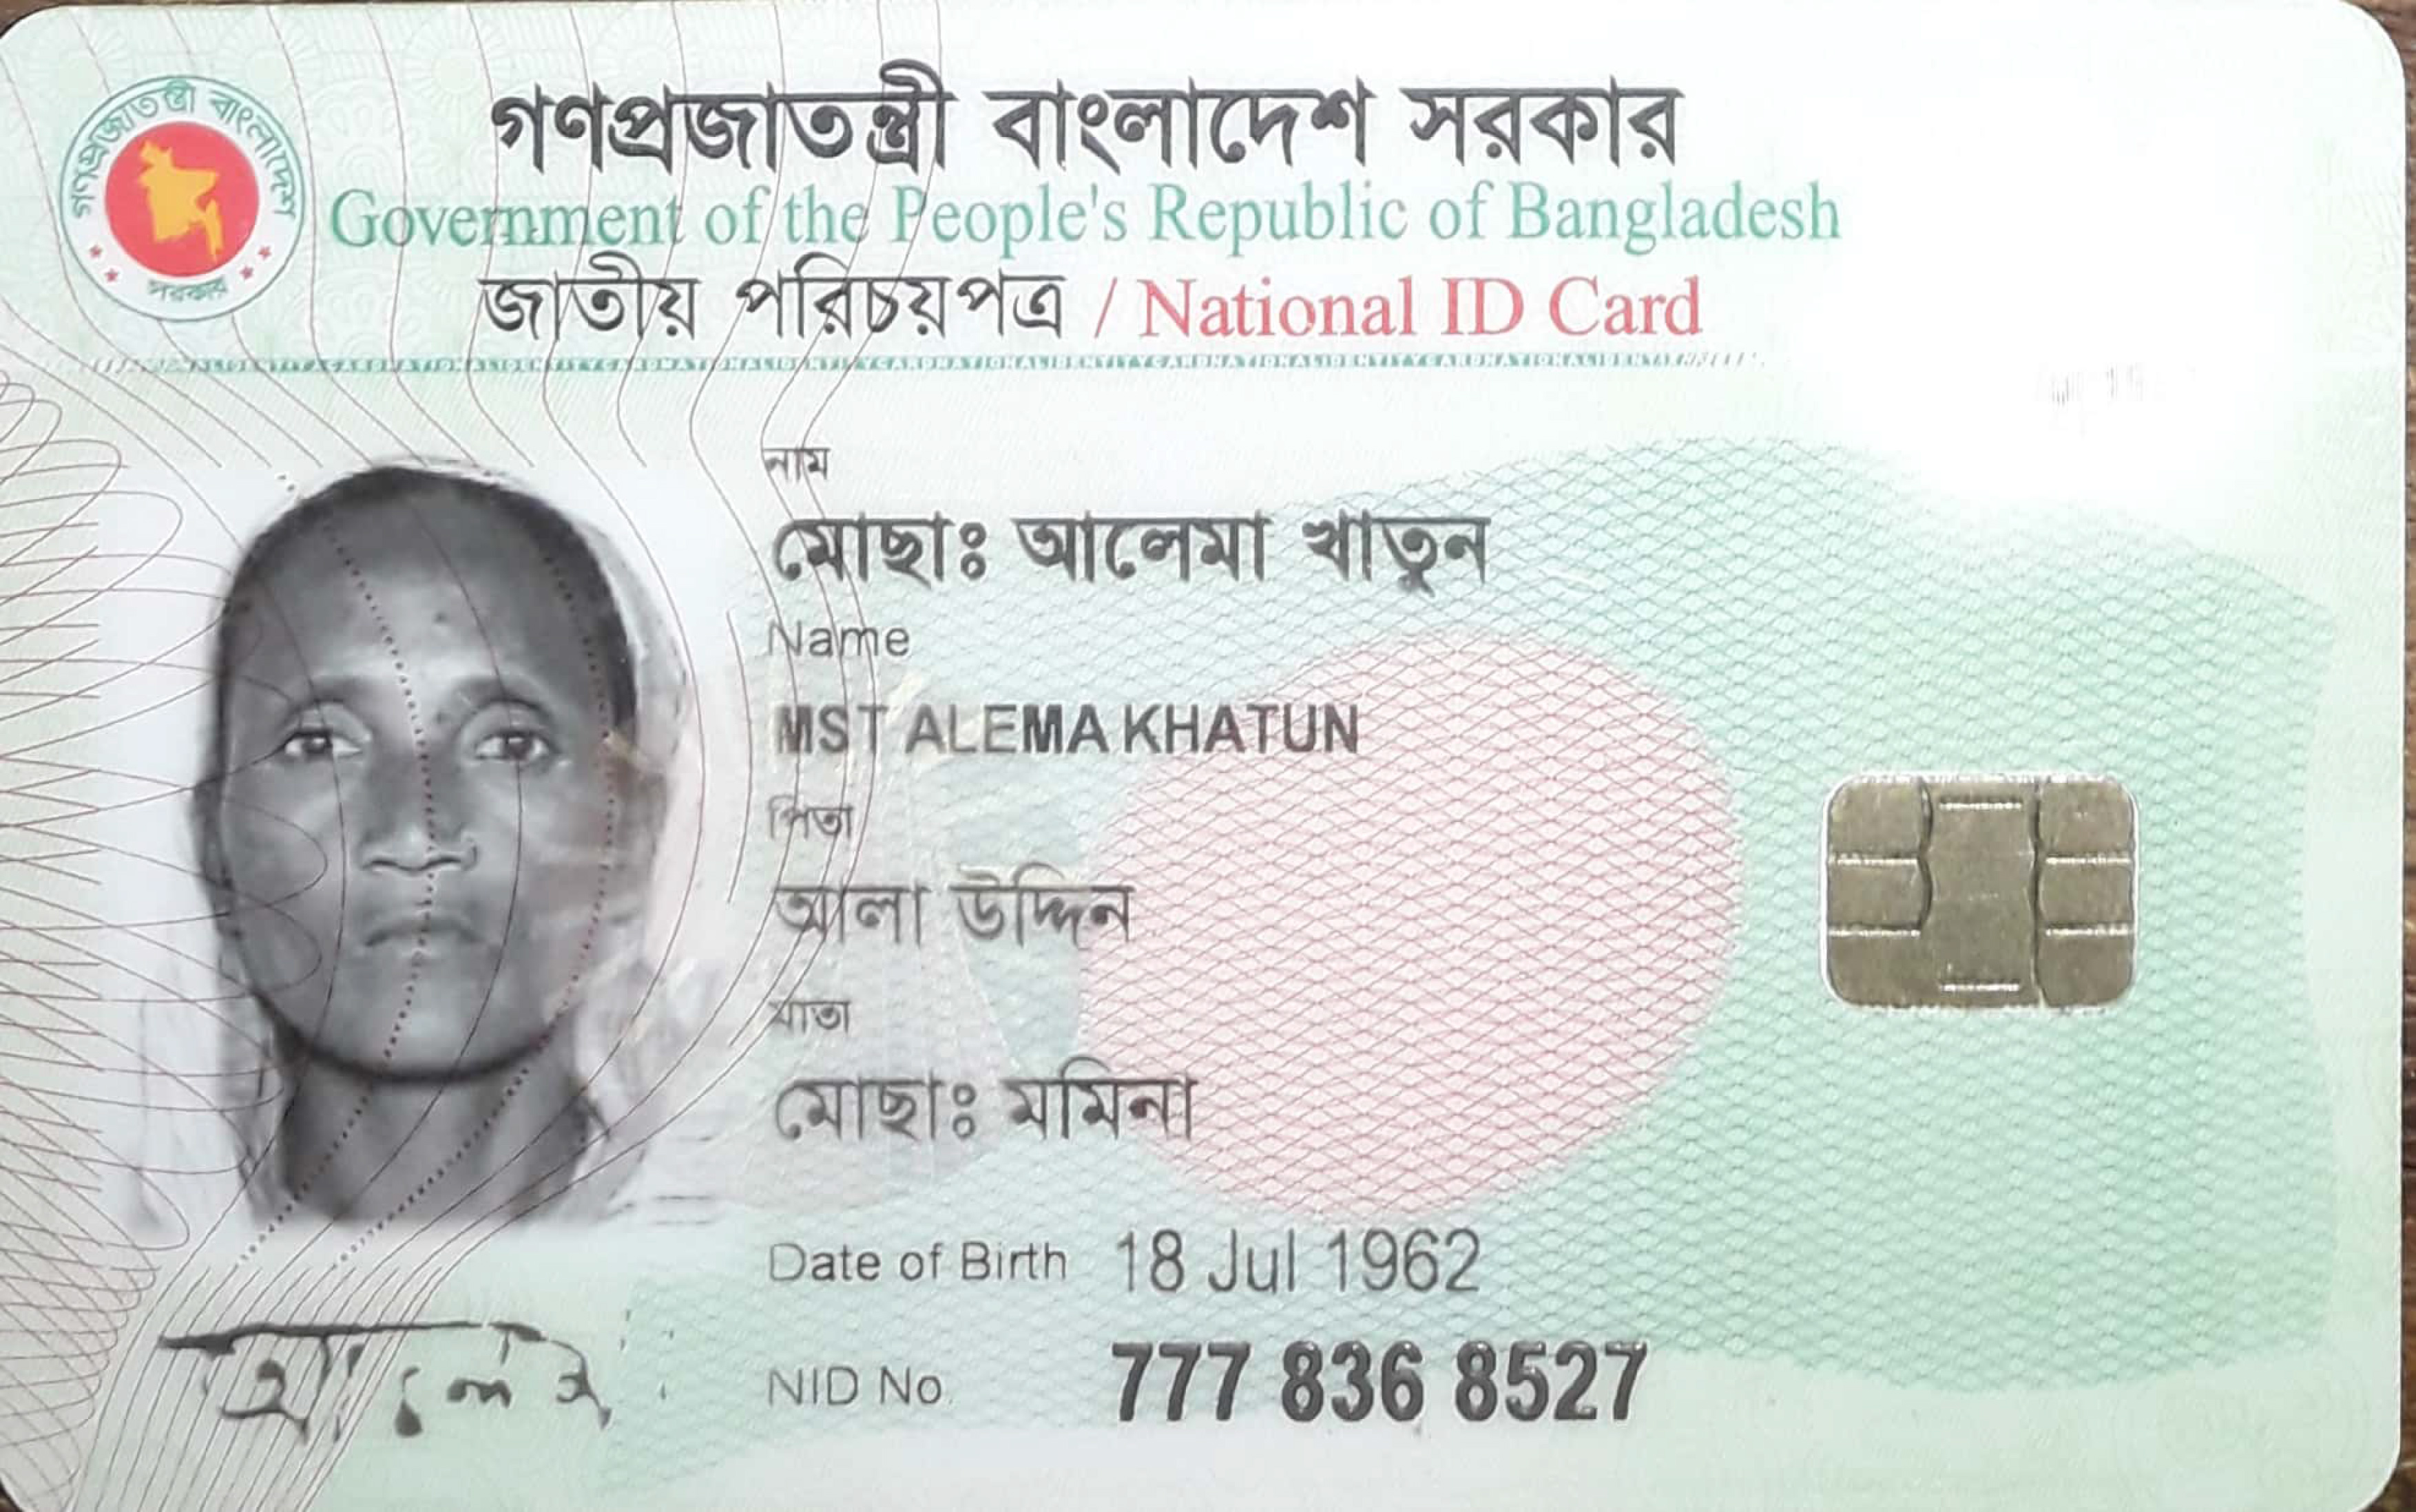 গণপ্রজাতন্ত্রী বাংলাদেশ সরকার
Government of the People's Republic of Bangladesh
জাতীয় পরিচয়পত্র / National ID Card
গণপ্রজাতন্ত্রী বাংলাদেশ
সরকার
নাম
মোছাঃ আলেমা খাতুন
Name
MST ALEMA KHATUN
পিতা
আলা উদ্দিন
মাতা
মোছাঃ মমিনা
Date of Birth 18 Jul 1962
NID No. 777 836 8527